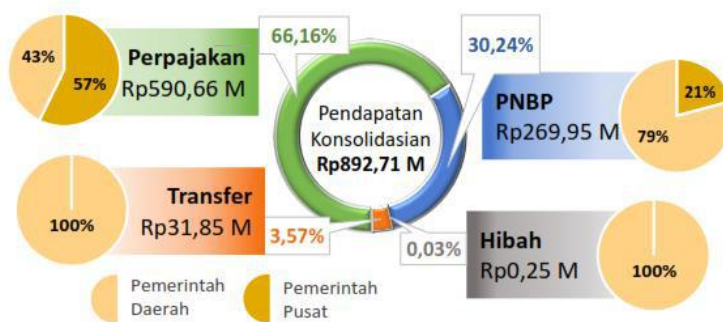 66,16%
30,24%
43%
57%
Perpajakan
Rp590,66 M
Pendapatan
Konsolidasian
Rp892,71 M
PNBP
Rp269,95 M
21%
79%
100%
Transfer
Rp31,85 M
3,57%
0,03%
Hibah
Rp0,25 M
100%
Pemerintah
Daerah
Pemerintah
Pusat